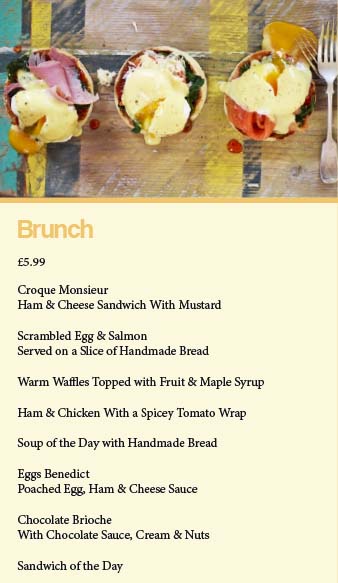 Brunch
£5.99
Croque Monsieur
Ham & Cheese Sandwich With Mustard
Scrambled Egg & Salmon
Served on a Slice of Handmade Bread
Warm Waffles Topped with Fruit & Maple Syrup
Ham & Chicken With a Spicey Tomato Wrap
Soup of the Day with Handmade Bread
Eggs Benedict
Poached Egg, Ham & Cheese Sauce
Chocolate Brioche
With Chocolate Sauce, Cream & Nuts
Sandwich of the Day